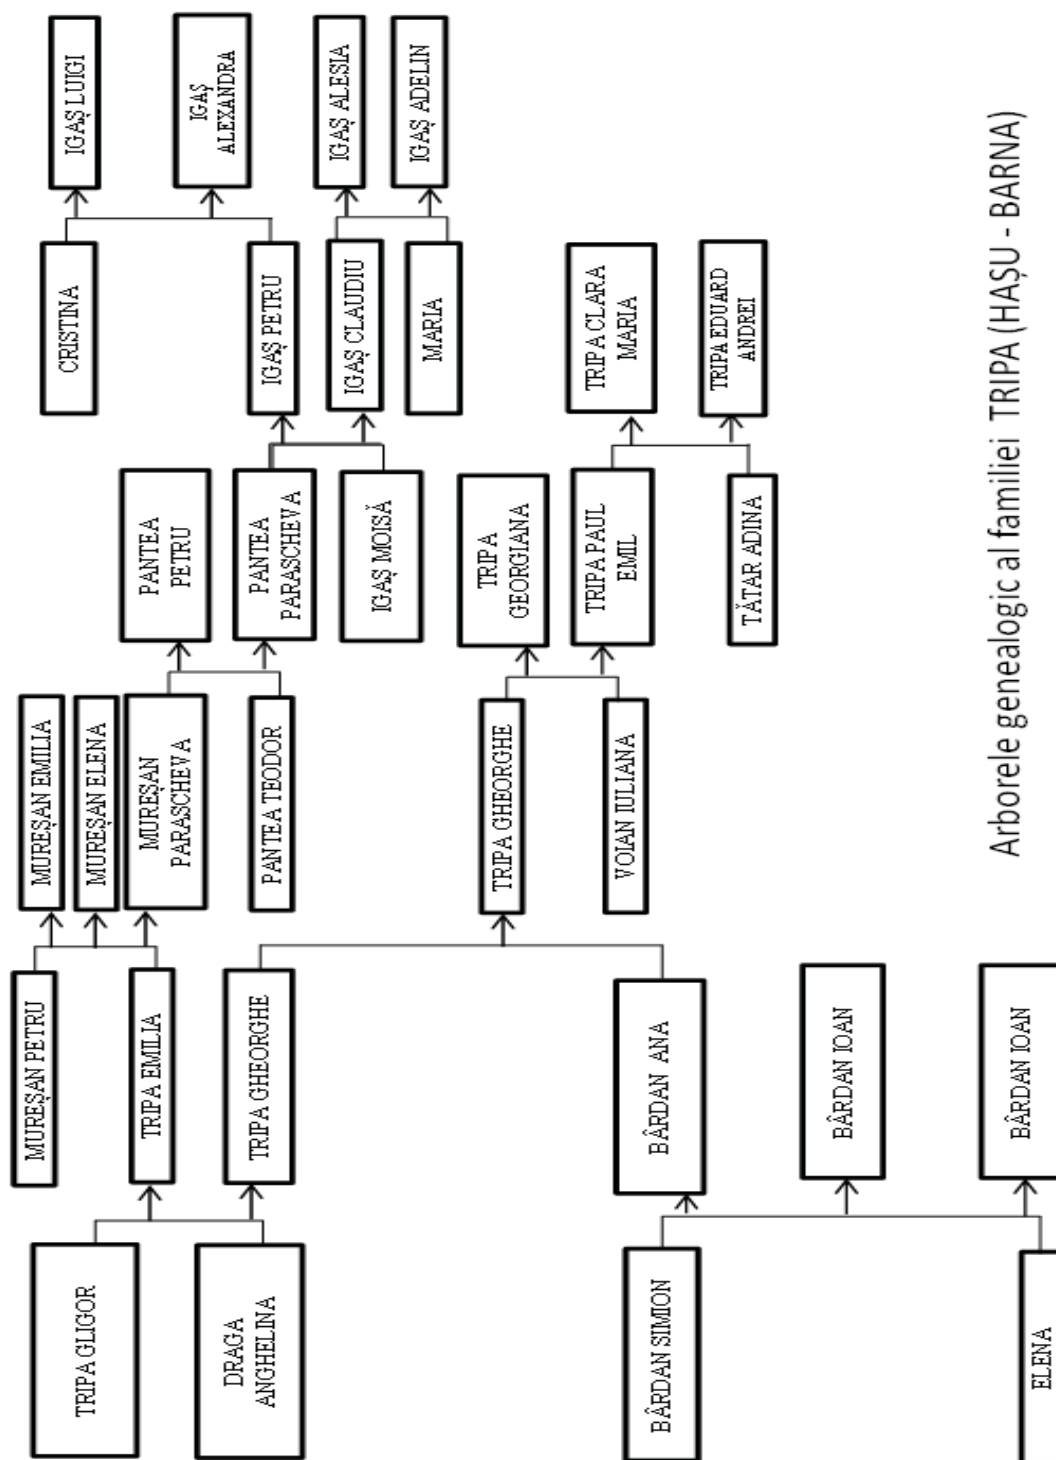 TRIPA GLIGOR
DRAGA
ANGHELINA
BÂRDAN SIMION
ELENA
MUREȘAN PETRU
TRIPA EMILIA
TRIPA GHEORGHE
BÂRDAN ANA
BÂRDAN IOAN
BÂRDAN IOAN
MUREȘAN EMILIA
MUREȘAN ELENA
MUREȘAN
PARASCHEVA
PANTEA TEODOR
TRIPA GHEORGHE
VOIAN IULIANA
PANTEA
PETRU
PANTEA
PARASCHEVA
IGAȘ MOISĂ
TRIPA
GEORGIANA
TRIPA PAUL
EMIL
TĂTAR ADINA
CRISTINA
IGAȘ PETRU
IGAȘ CLAUDIU
MARIA
TRIPA CLARA
MARIA
TRIPA EDUARD
ANDREI
IGAȘ LUIGI
IGAȘ
ALEXANDRA
IGAȘ ALESIA
IGAȘ ADELIN
Arborele genealogic al familiei TRIPA (HAȘU - BARNA)